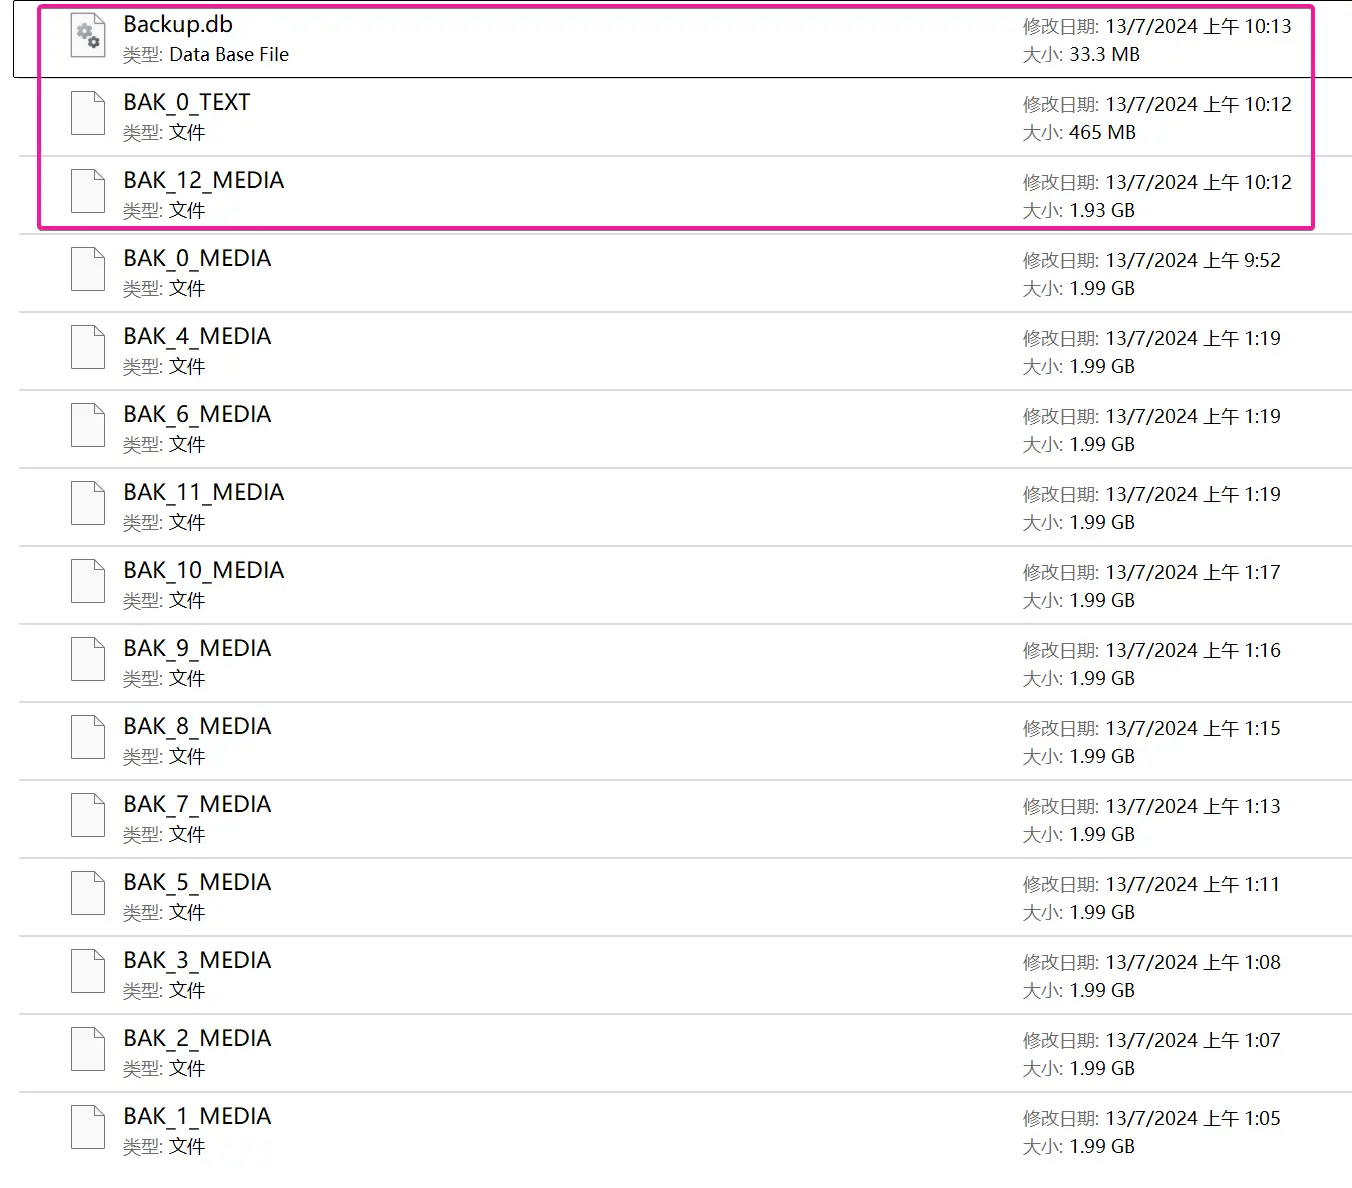 Backup.db
修改日期: 13/7/2024 上午 10:13
类型: Data Base File
大小: 33.3 MB
BAK_0_TEXT
修改日期: 13/7/2024 上午 10:12
类型: 文件
大小: 465 MB
BAK_12_MEDIA
修改日期: 13/7/2024 上午 10:12
类型: 文件
大小: 1.93 GB
BAK_0_MEDIA
修改日期: 13/7/2024 上午 9:52
类型: 文件
大小: 1.99 GB
BAK_4_MEDIA
修改日期: 13/7/2024 上午 1:19
类型: 文件
大小: 1.99 GB
BAK_6_MEDIA
修改日期: 13/7/2024 上午 1:19
类型: 文件
大小: 1.99 GB
BAK_11_MEDIA
修改日期: 13/7/2024 上午 1:19
类型: 文件
大小: 1.99 GB
BAK_10_MEDIA
修改日期: 13/7/2024 上午 1:17
类型: 文件
大小: 1.99 GB
BAK_9_MEDIA
修改日期: 13/7/2024 上午 1:16
类型: 文件
大小: 1.99 GB
BAK_8_MEDIA
修改日期: 13/7/2024 上午 1:15
类型: 文件
大小: 1.99 GB
BAK_7_MEDIA
修改日期: 13/7/2024 上午 1:13
类型: 文件
大小: 1.99 GB
BAK_5_MEDIA
修改日期: 13/7/2024 上午 1:11
类型: 文件
大小: 1.99 GB
BAK_3_MEDIA
修改日期: 13/7/2024 上午 1:08
类型: 文件
大小: 1.99 GB
BAK_2_MEDIA
修改日期: 13/7/2024 上午 1:07
类型: 文件
大小: 1.99 GB
BAK_1_MEDIA
修改日期: 13/7/2024 上午 1:05
类型: 文件
大小: 1.99 GB